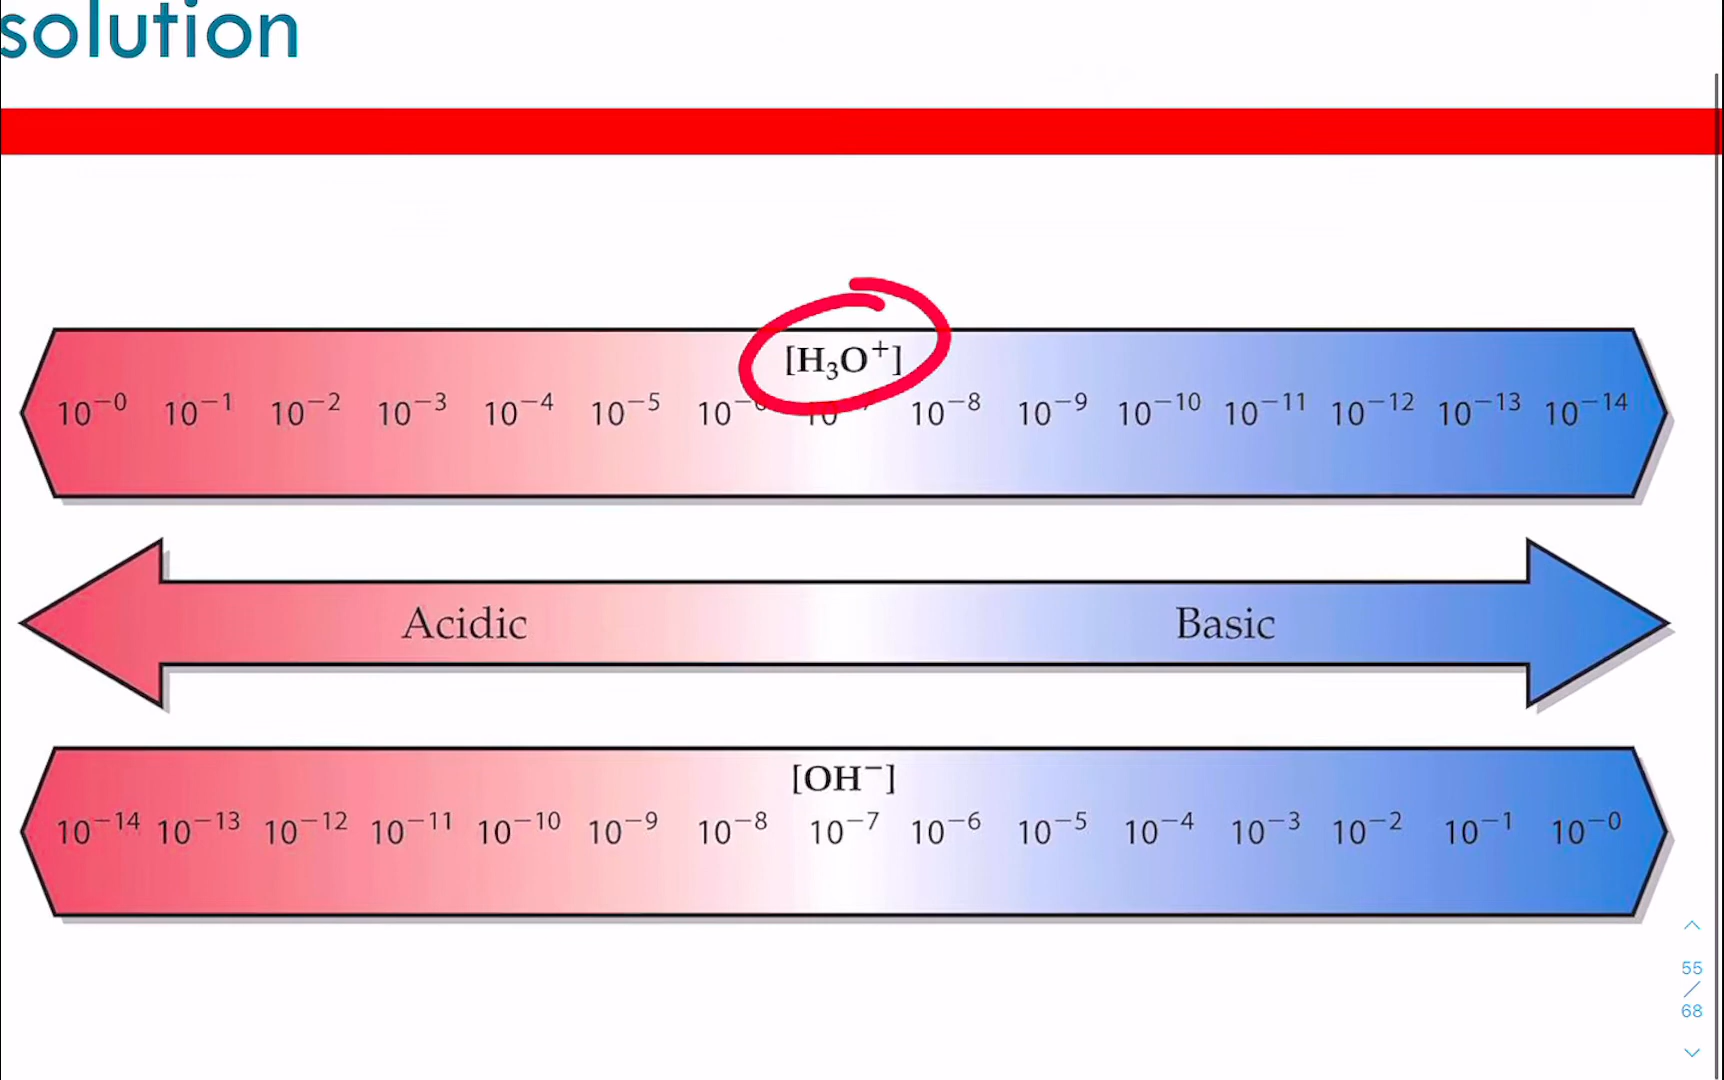 solution
[H₃O⁺]
10⁻⁰ 10⁻¹ 10⁻² 10⁻³ 10⁻⁴ 10⁻⁵ 10⁻⁶ 10⁻⁷ 10⁻⁸ 10⁻⁹ 10⁻¹⁰ 10⁻¹¹ 10⁻¹² 10⁻¹³ 10⁻¹⁴
Acidic Basic
[OH⁻]
10⁻¹⁴ 10⁻¹³ 10⁻¹² 10⁻¹¹ 10⁻¹⁰ 10⁻⁹ 10⁻⁸ 10⁻⁷ 10⁻⁶ 10⁻⁵ 10⁻⁴ 10⁻³ 10⁻² 10⁻¹ 10⁻⁰
55
/
68